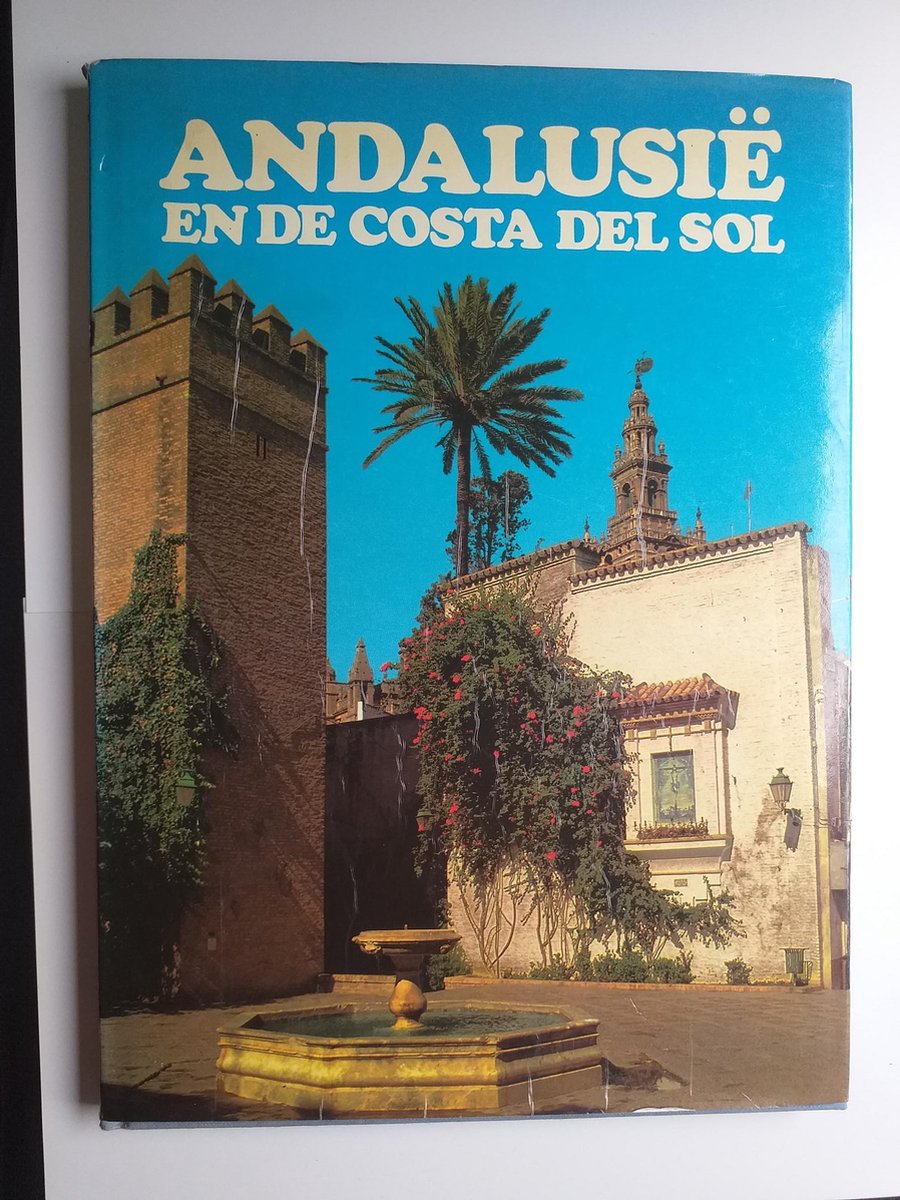 ANDALUSIË
EN DE COSTA DEL SOL